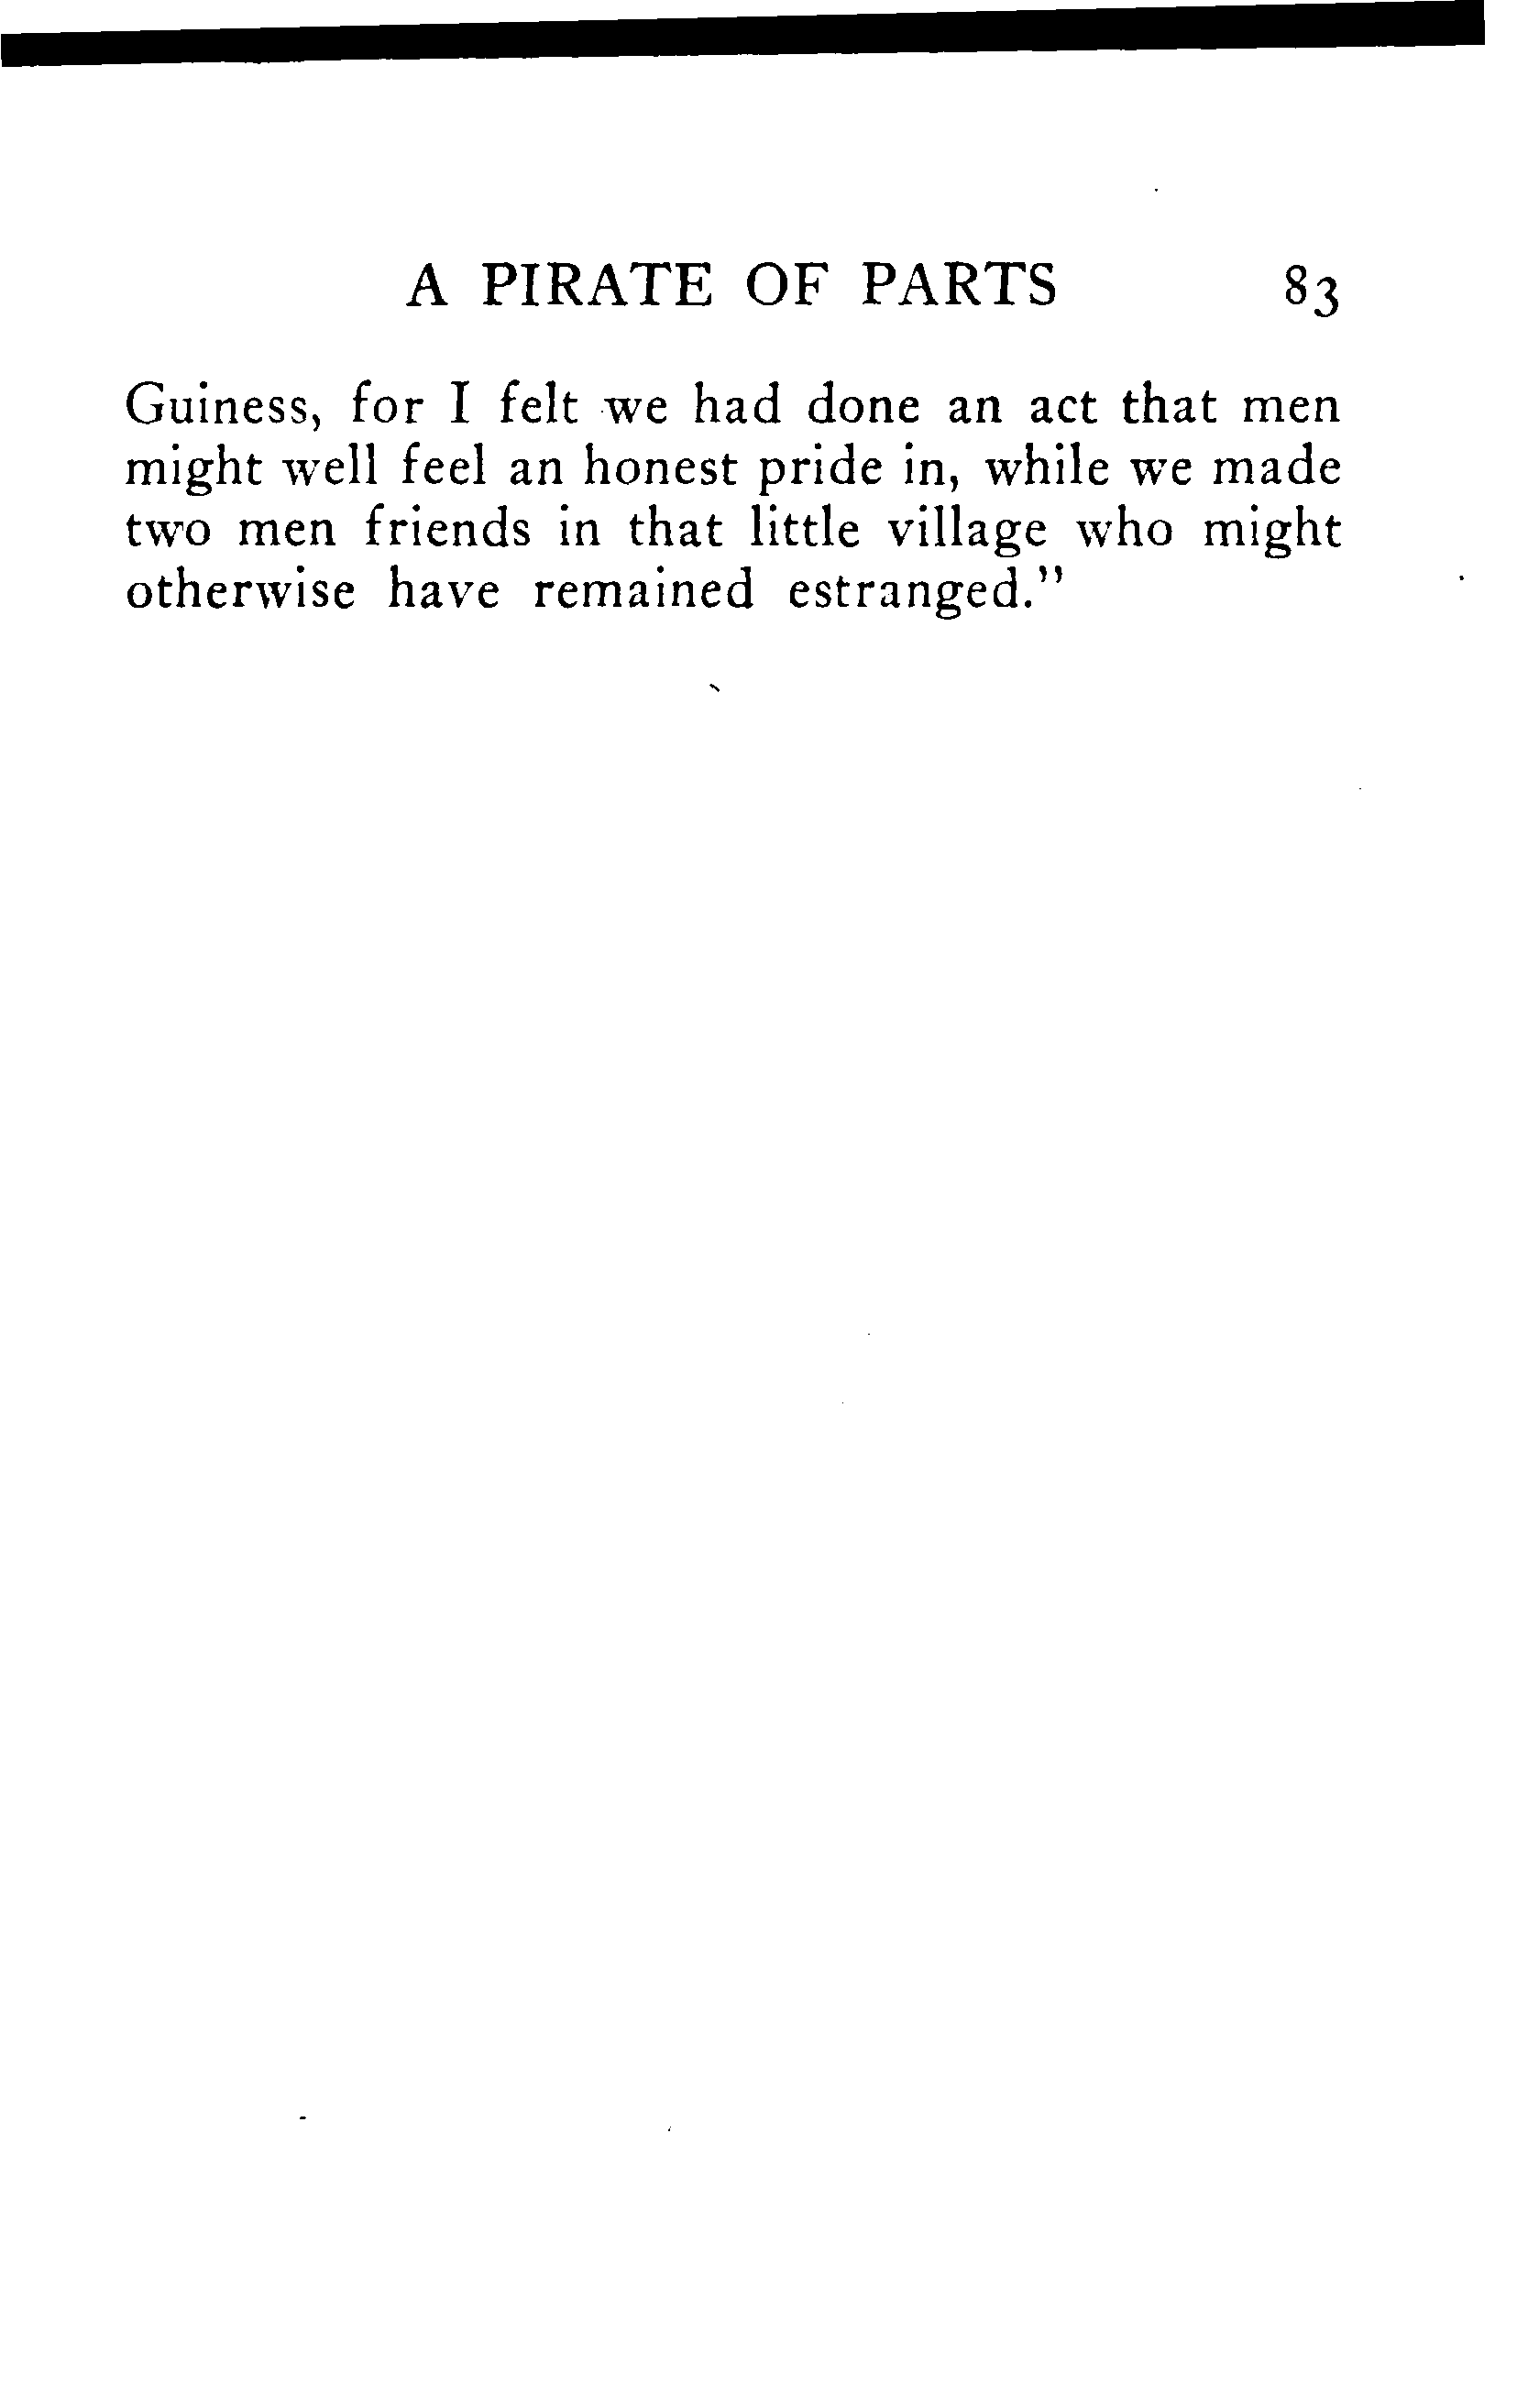 A PIRATE OF PARTS 83
Guiness, for I felt we had done an act that men
might well feel an honest pride in, while we made
two men friends in that little village who might
otherwise have remained estranged."